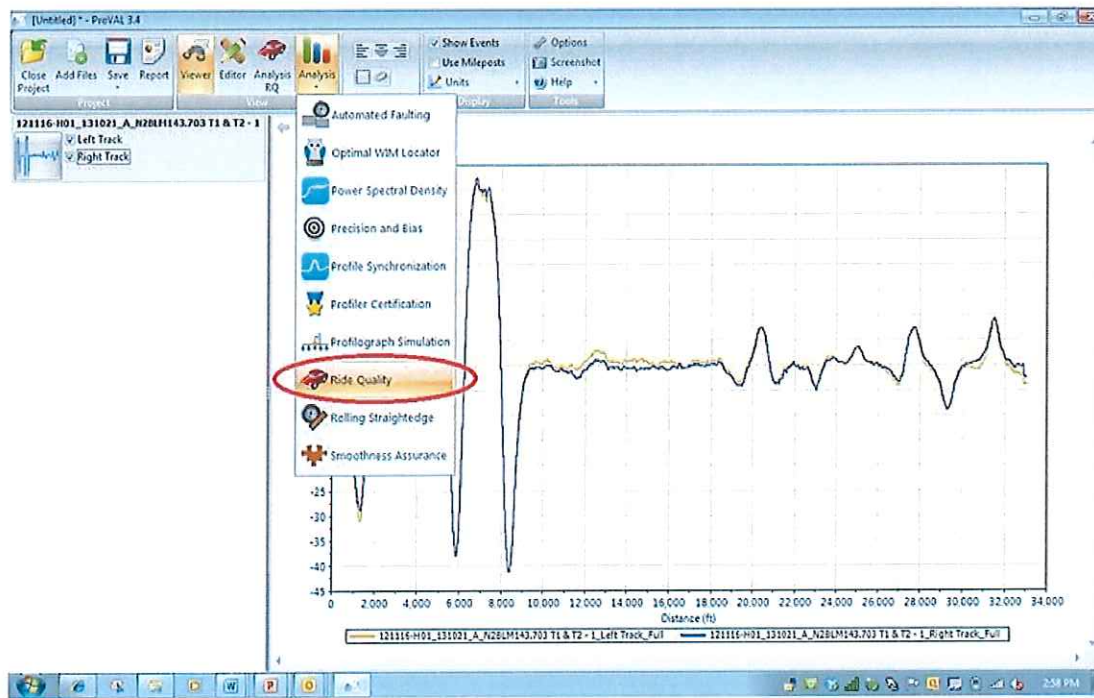 [Untitled] * - ProVAL 3.4
Close Project
Add Files
Save
Report
Project
Viewer
Editor
Analysis RQ
Analysis
View
Show Events
Use Mileposts
Units
Display
Options
Screenshot
Help
Tools
121116-H01_131021_A_N28LM143.703 T1 & T2 - 1
Left Track
Right Track
Automated Faulting
Optimal WIM Locator
Power Spectral Density
Precision and Bias
Profile Synchronization
Profiler Certification
Profilograph Simulation
Ride Quality
Rolling Straightedge
Smoothness Assurance
-25
-30
-35
-40
-45
0 2,000 4,000 6,000 8,000 10,000 12,000 14,000 16,000 18,000 20,000 22,000 24,000 26,000 28,000 30,000 32,000 34,000
Distance (ft)
121116-H01_131021_A_N28LM143.703 T1 & T2 - 1_Left Track_Full
121116-H01_131021_A_N28LM143.703 T1 & T2 - 1_Right Track_Full
2:58 PM